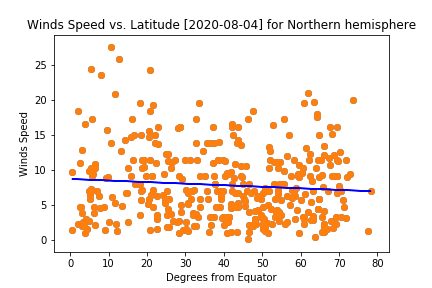 Winds Speed vs. Latitude [2020-08-04] for Northern hemisphere
Winds Speed
25
20
15
10
5
0
0 10 20 30 40 50 60 70 80
Degrees from Equator